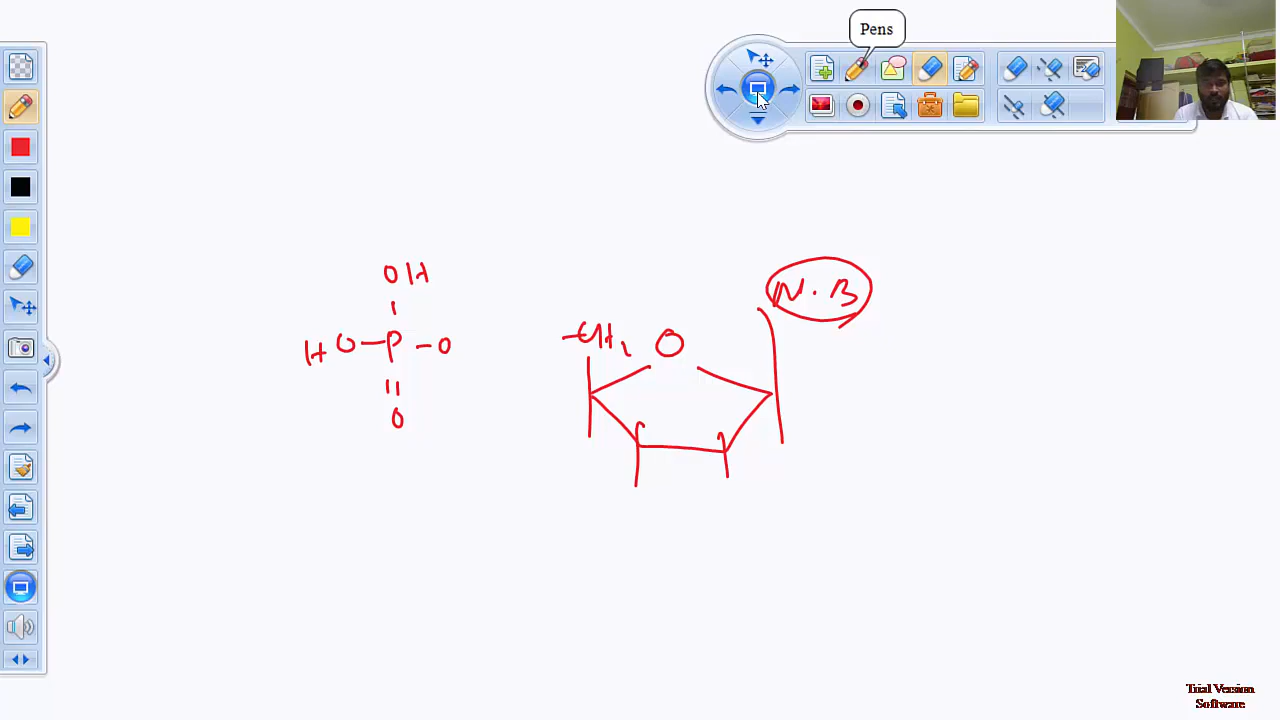 Pens
N.B
OH
-CH2 O
HO-P-O
O
Trial Version
Software